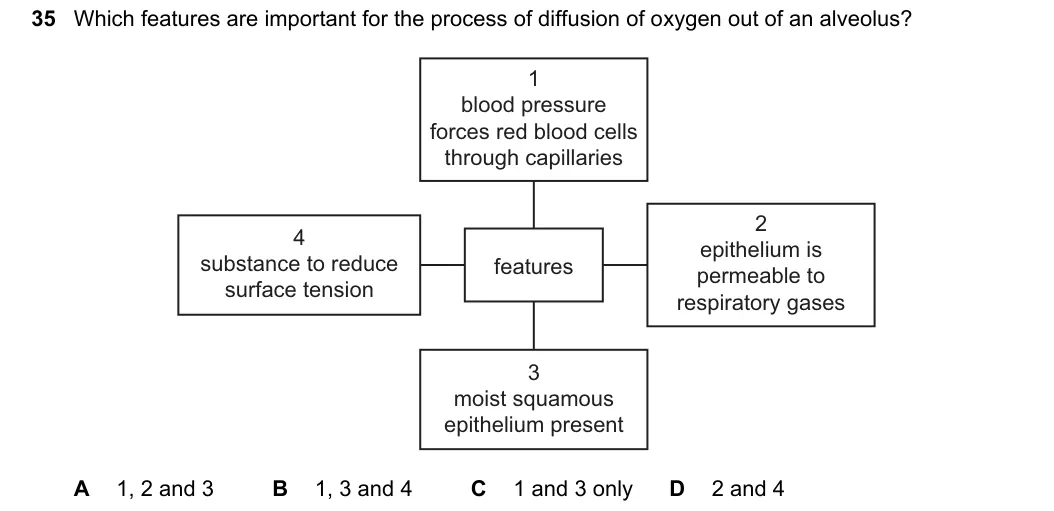 35 Which features are important for the process of diffusion of oxygen out of an alveolus?
1
blood pressure
forces red blood cells
through capillaries
4
substance to reduce
surface tension
features
2
epithelium is
permeable to
respiratory gases
3
moist squamous
epithelium present
A 1, 2 and 3 B 1, 3 and 4 C 1 and 3 only D 2 and 4